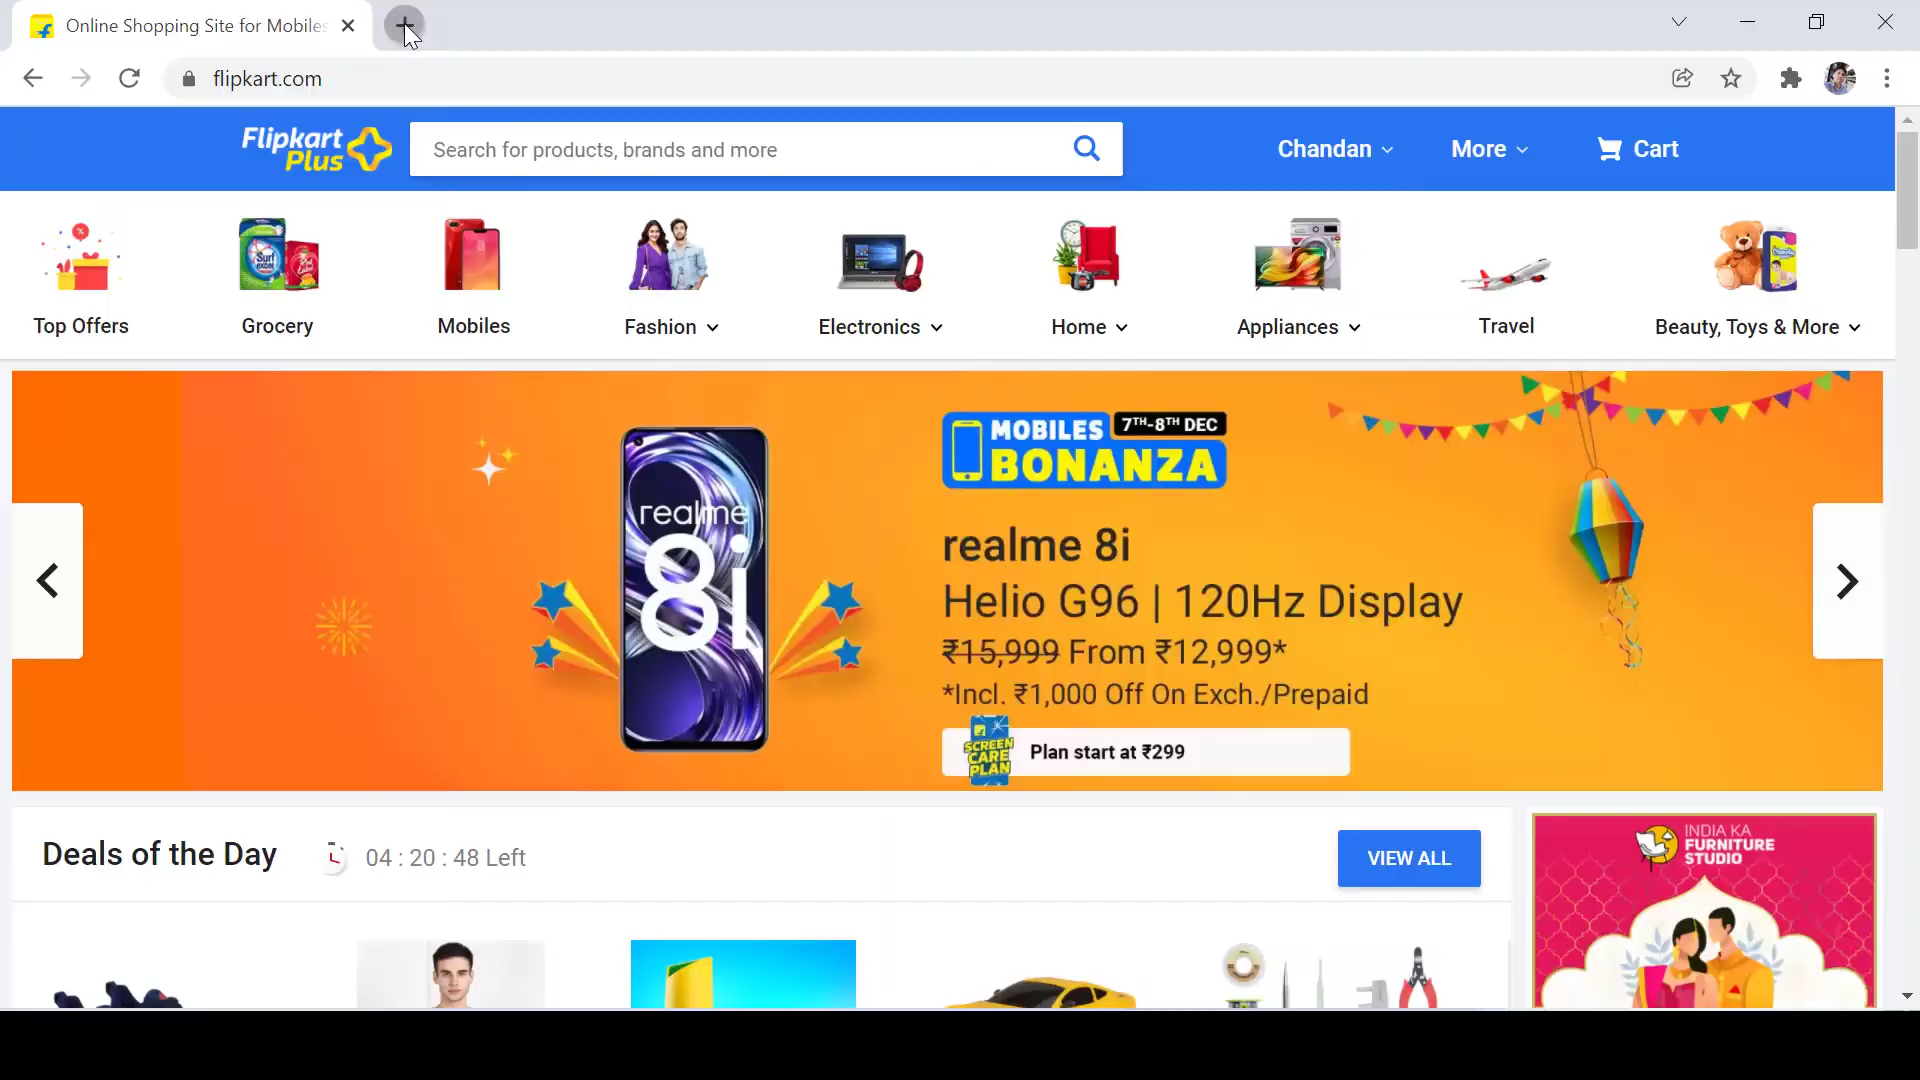 Online Shopping Site for Mobiles
flipkart.com
Flipkart
Plus
Search for products, brands and more
Chandan
More
Cart
Surf
excel
Top Offers
Grocery
Mobiles
Fashion
Electronics
Home
Appliances
Travel
Beauty, Toys & More
MOBILES
7TH-8TH DEC
BONANZA
realme
8i
realme 8i
Helio G96 | 120Hz Display
₹15,999 From ₹12,999*
*Incl. ₹1,000 Off On Exch./Prepaid
SCREEN
CARE
PLAN
Plan start at ₹299
Deals of the Day
04 : 20 : 48 Left
VIEW ALL
INDIA KA
FURNITURE
STUDIO